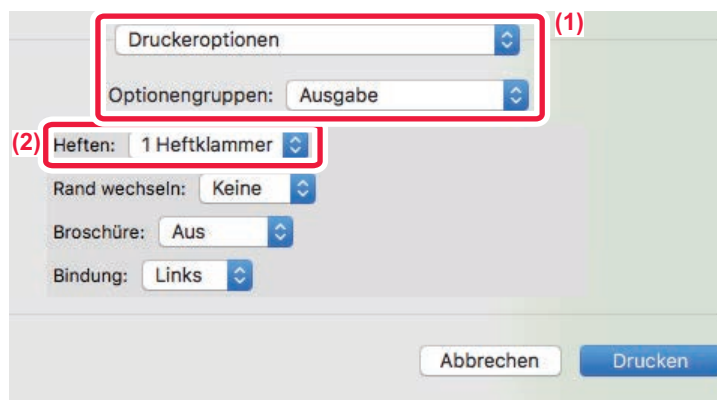 (1)
Druckeroptionen
Optionengruppen: Ausgabe
(2) Heften: 1 Heftklammer
Rand wechseln: Keine
Broschüre: Aus
Bindung: Links
Abbrechen Drucken